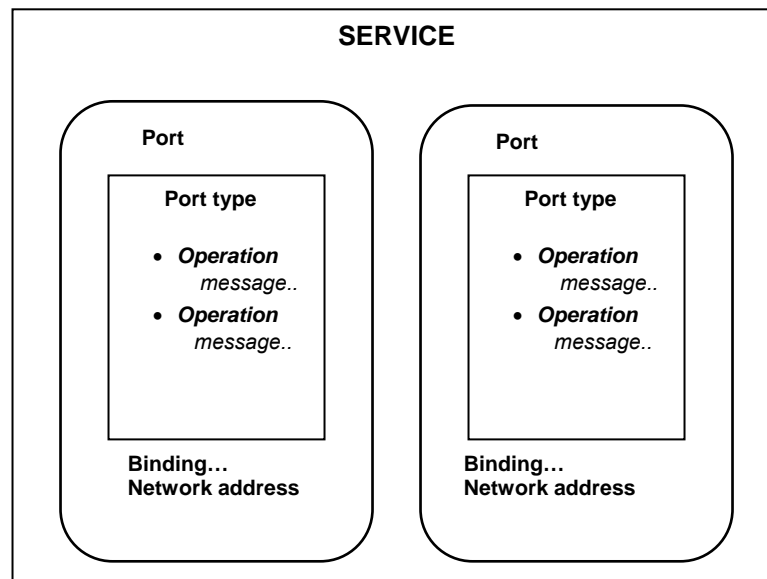 SERVICE
Port
Port type
• Operation
message..
• Operation
message..
Binding…
Network address
Port
Port type
• Operation
message..
• Operation
message..
Binding…
Network address